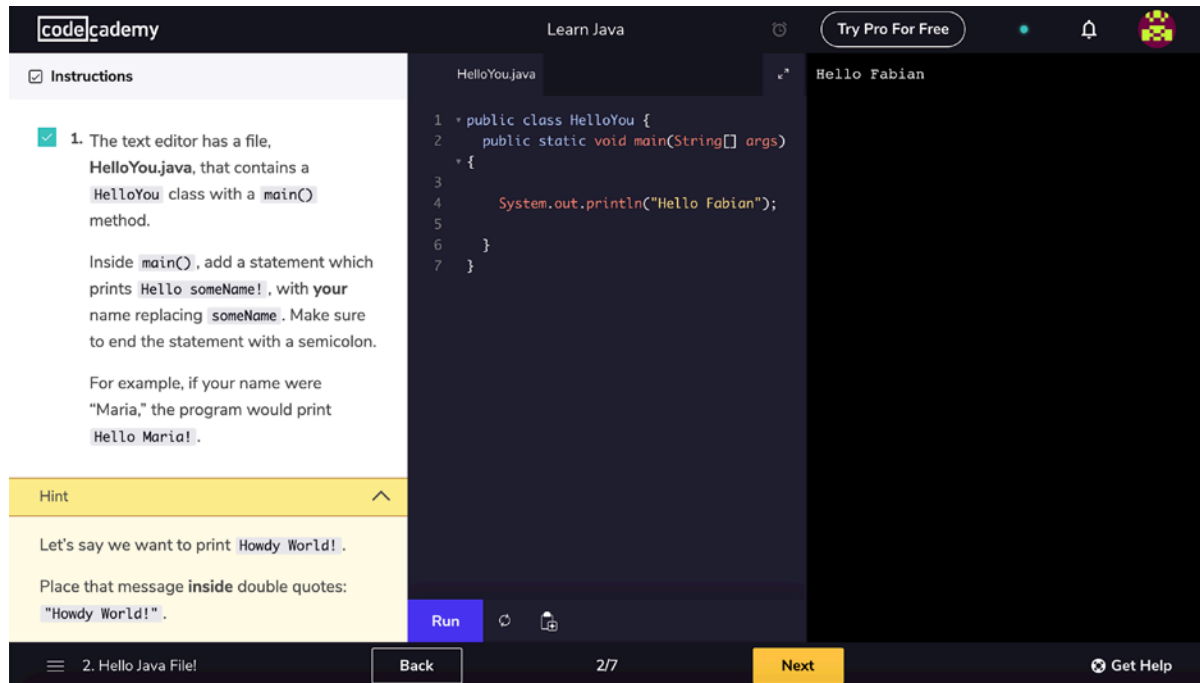 codecademy
Learn Java
Try Pro For Free
Instructions
1. The text editor has a file,
HelloYou.java, that contains a
HelloYou class with a main()
method.
Inside main(), add a statement which
prints Hello someName!, with your
name replacing someName. Make sure
to end the statement with a semicolon.
For example, if your name were
“Maria,” the program would print
Hello Maria!.
Hint
Let's say we want to print Howdy World!.
Place that message inside double quotes:
"Howdy World!".
HelloYou.java
1 public class HelloYou {
2 public static void main(String[] args)
{
3
4 System.out.println("Hello Fabian");
5
6 }
7 }
Run
Hello Fabian
2. Hello Java File!
Back
2/7
Next
Get Help